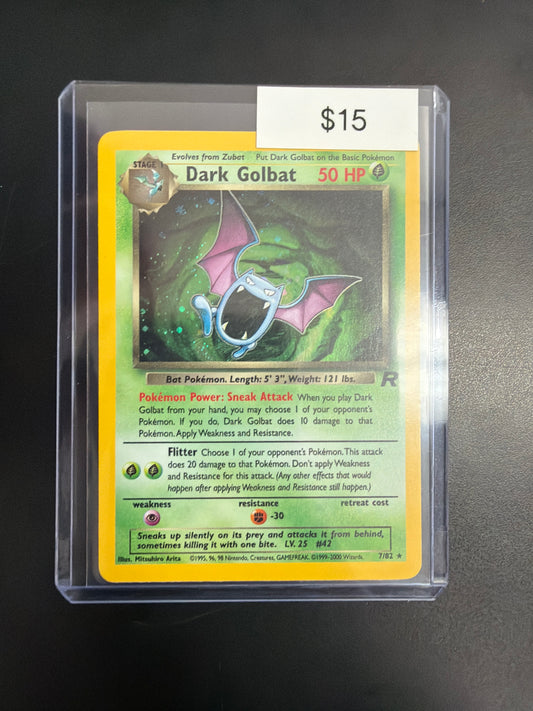 $15
Evolves from Zubat Put Dark Golbat on the Basic Pokémon
STAGE 1
Dark Golbat 50 HP
Bat Pokémon. Length: 5' 3", Weight: 121 lbs.
R
Pokémon Power: Sneak Attack When you play Dark
Golbat from your hand, you may choose 1 of your opponent's
Pokémon. If you do, Dark Golbat does 10 damage to that
Pokémon. Apply Weakness and Resistance.
Flitter Choose 1 of your opponent's Pokémon. This attack
does 20 damage to that Pokémon. Don't apply Weakness
and Resistance for this attack. (Any other effects that would
happen after applying Weakness and Resistance still happen.)
weakness resistance retreat cost
-30
Sneaks up silently on its prey and attacks it from behind,
sometimes killing it with one bite. LV. 25 #42
Illus. Mitsuhiro Arita ©1995, 96, 98 Nintendo, Creatures, GAMEFREAK. ©1999-2000 Wizards. 7/82 ★